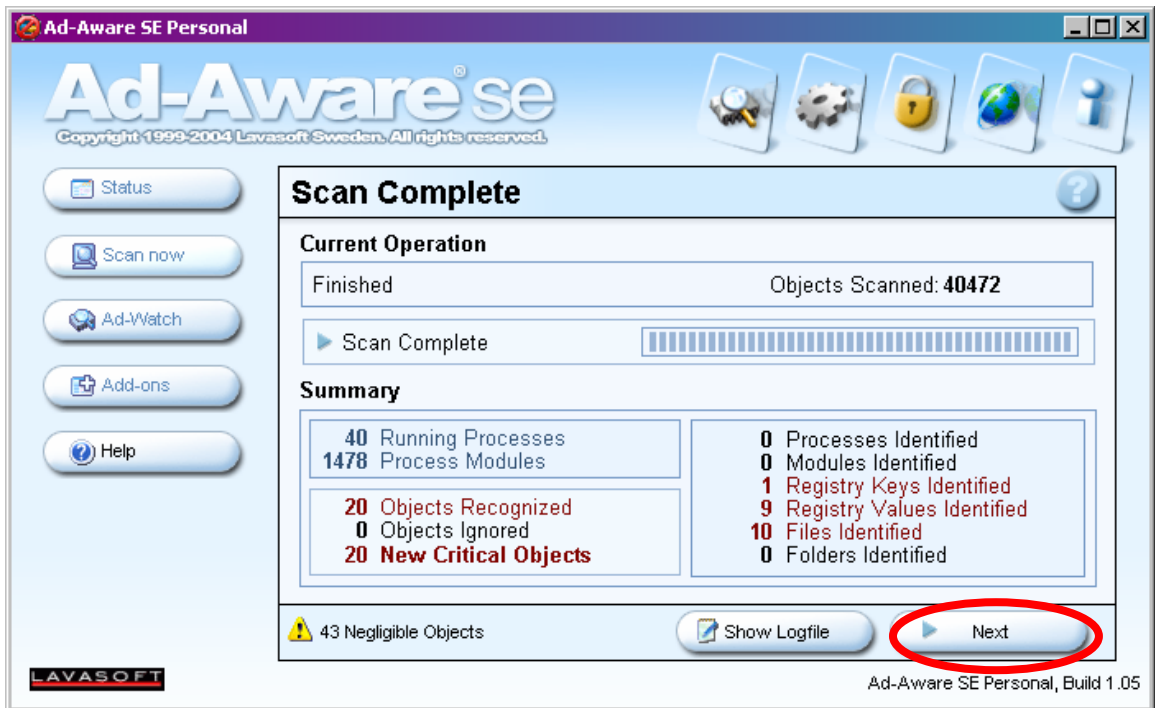 Ad-Aware SE Personal
Ad-Aware® se
Copyright 1999-2004 Lavasoft Sweden. All rights reserved.
Status
Scan now
Ad-Watch
Add-ons
Help
Scan Complete
?
Current Operation
Finished
Objects Scanned: 40472
Scan Complete
Summary
40 Running Processes
1478 Process Modules
20 Objects Recognized
0 Objects Ignored
20 New Critical Objects
0 Processes Identified
0 Modules Identified
1 Registry Keys Identified
9 Registry Values Identified
10 Files Identified
0 Folders Identified
43 Negligible Objects
Show Logfile
Next
LAVASOFT
Ad-Aware SE Personal, Build 1.05